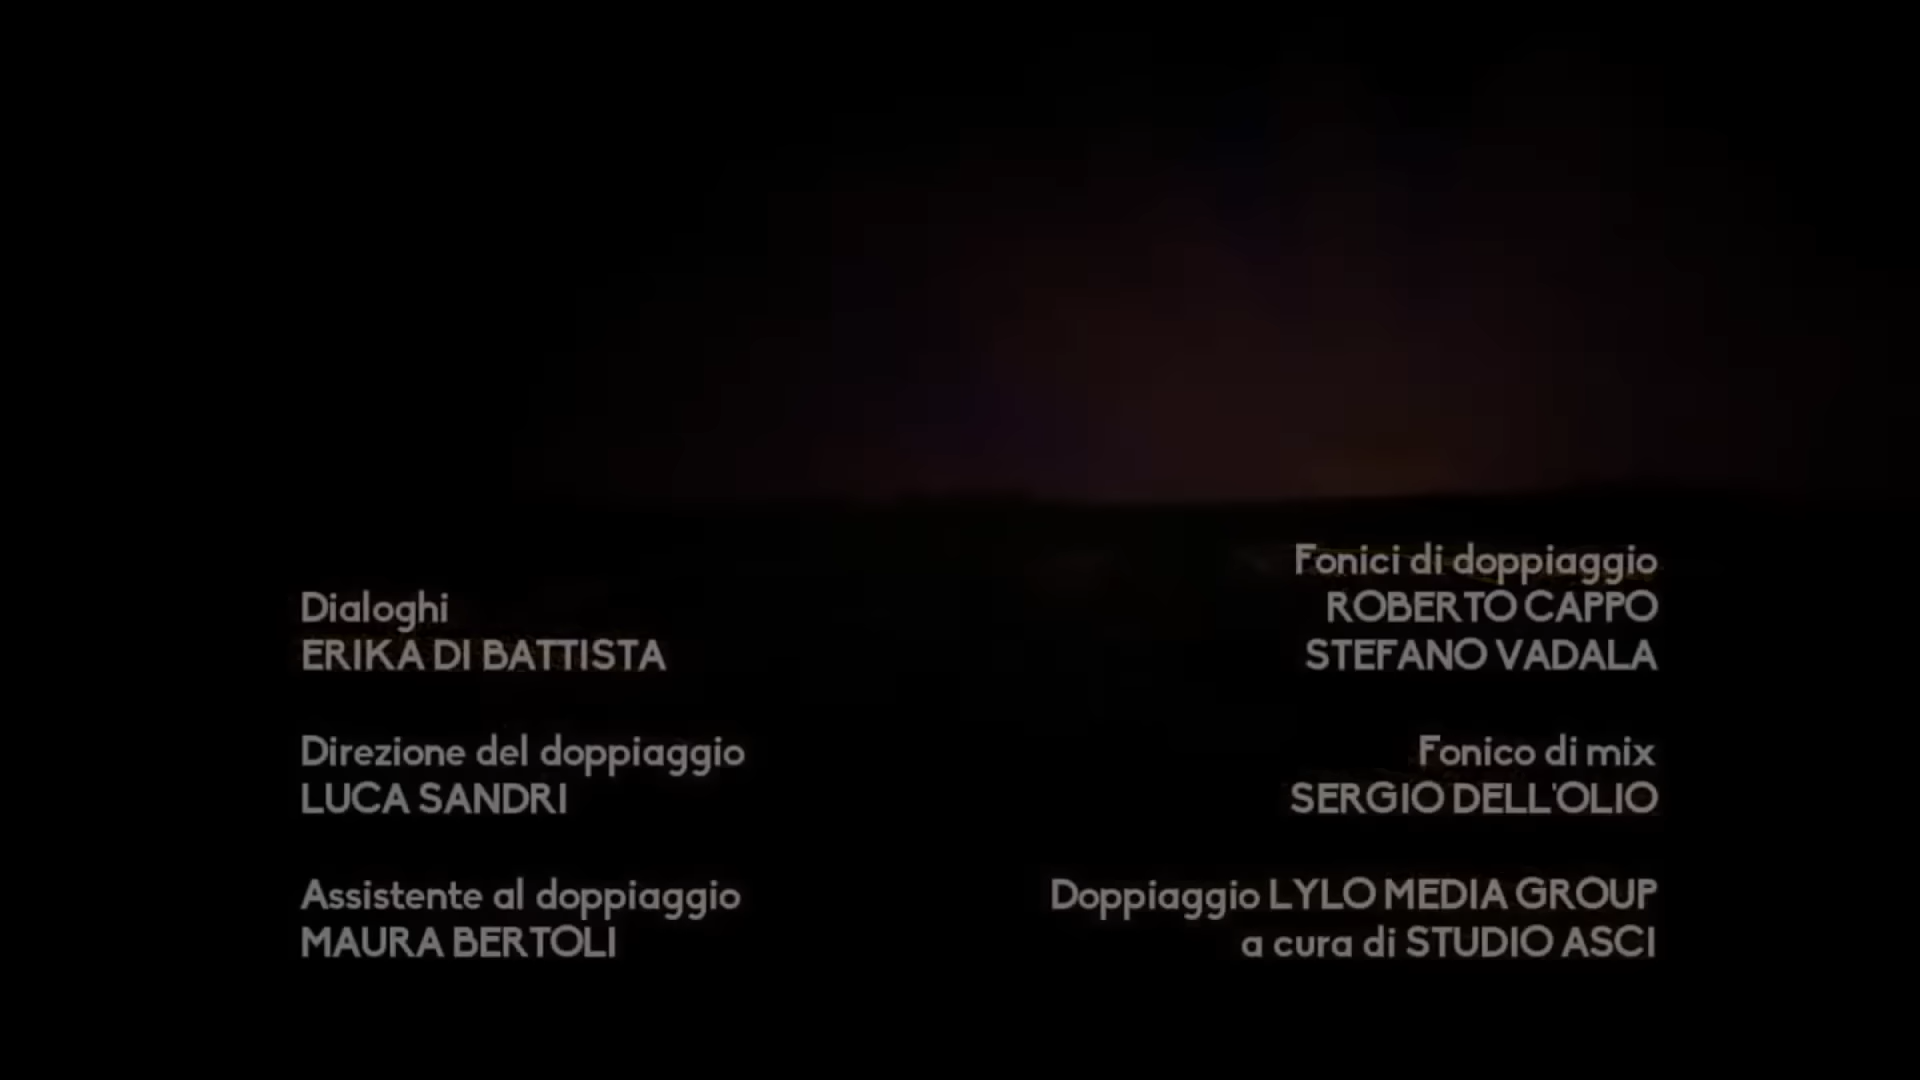 Dialoghi
ERIKA DI BATTISTA
Direzione del doppiaggio
LUCA SANDRI
Assistente al doppiaggio
MAURA BERTOLI
Fonici di doppiaggio
ROBERTO CAPPO
STEFANO VADALA
Fonico di mix
SERGIO DELL'OLIO
Doppiaggio LYLO MEDIA GROUP
a cura di STUDIO ASCI